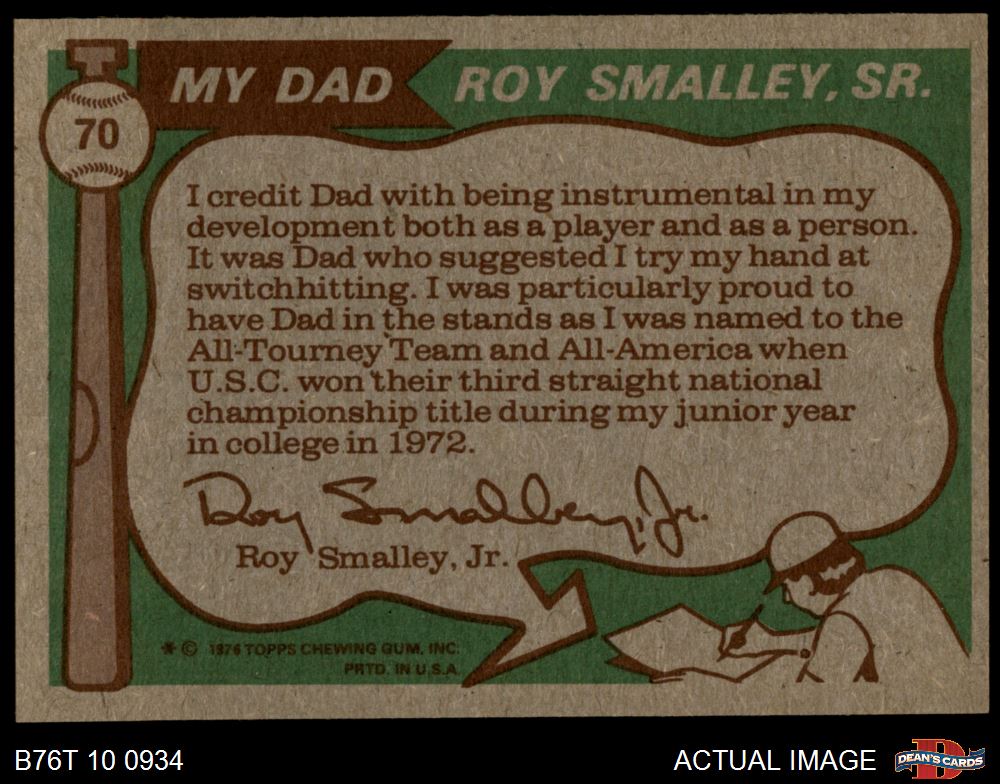 MY DAD ROY SMALLEY, SR.
70
I credit Dad with being instrumental in my
development both as a player and as a person.
It was Dad who suggested I try my hand at
switchhitting. I was particularly proud to
have Dad in the stands as I was named to the
All-Tourney Team and All-America when
U.S.C. won their third straight national
championship title during my junior year
in college in 1972.
Roy Smalley, Jr.
Roy Smalley, Jr.
* © 1976 TOPPS CHEWING GUM, INC.
PRTD. IN U.S.A.
B76T 10 0934
ACTUAL IMAGE
D
DEAN'S CARDS